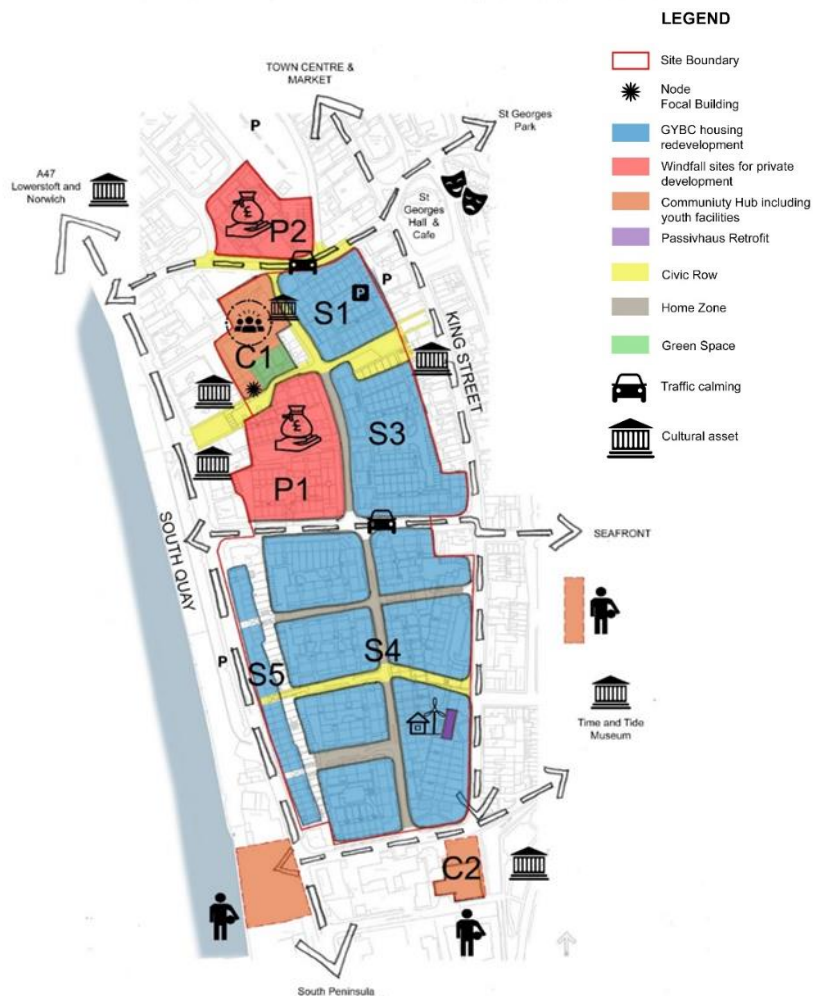 LEGEND
Site Boundary
Node
Focal Building
GYBC housing
redevelopment
Windfall sites for private
development
Communiuty Hub including
youth facilities
Passivhaus Retrofit
Civic Row
Home Zone
Green Space
Traffic calming
Cultural asset
TOWN CENTRE &
MARKET
St Georges
Park
P
A47
Lowerstoft and
Norwich
St
Georges
Hall &
Cafe
P2
P
P
S1
C1
KING STREET
S3
P1
SOUTH QUAY
SEAFRONT
P
S5
S4
Time and Tide
Museum
C2
South Peninsula